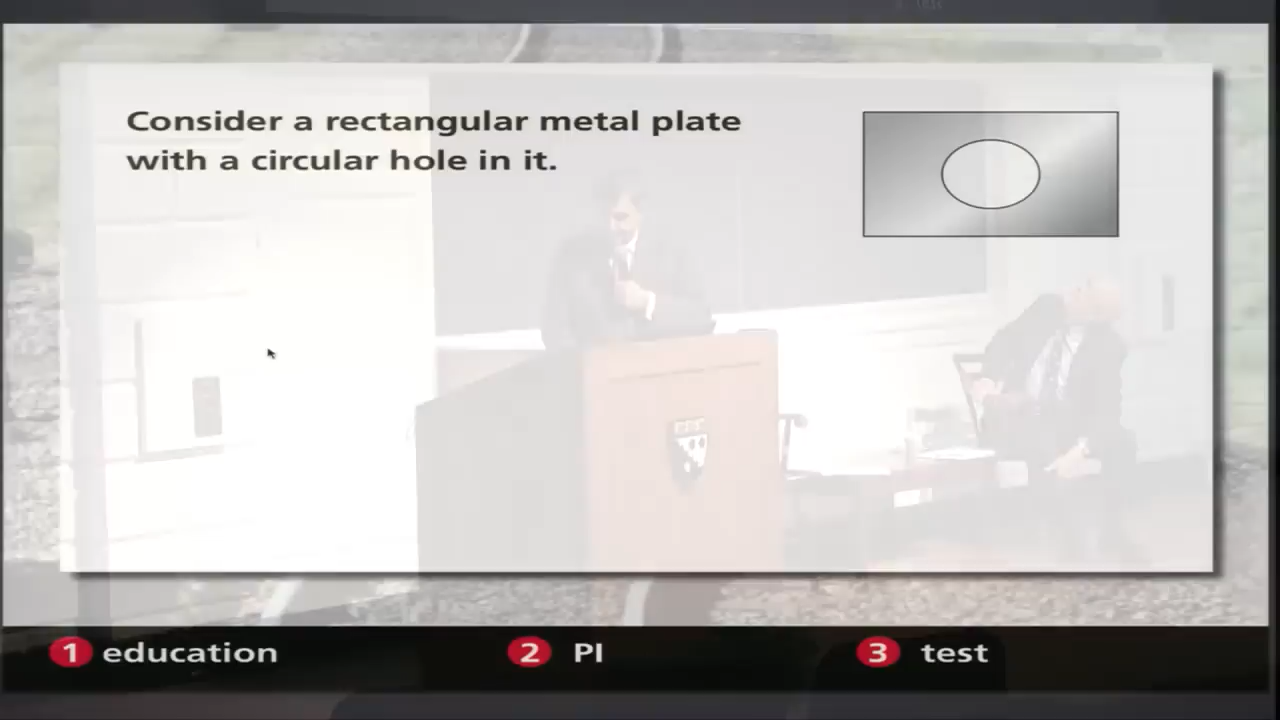 Consider a rectangular metal plate
with a circular hole in it.
1 education 2 PI 3 test